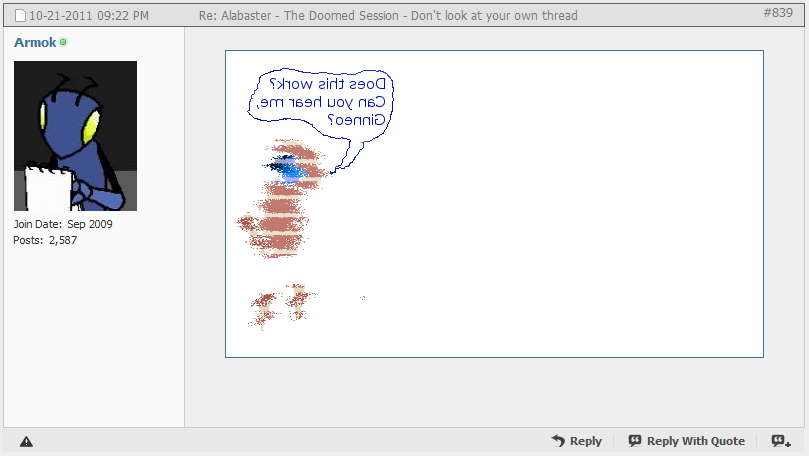 10-21-2011 09:22 PM
Re: Alabaster - The Doomed Session - Don't look at your own thread
#839
Armok
Join Date: Sep 2009
Posts: 2,587
Does this work?
Can you hear me,
Ginneo?
Reply
Reply With Quote